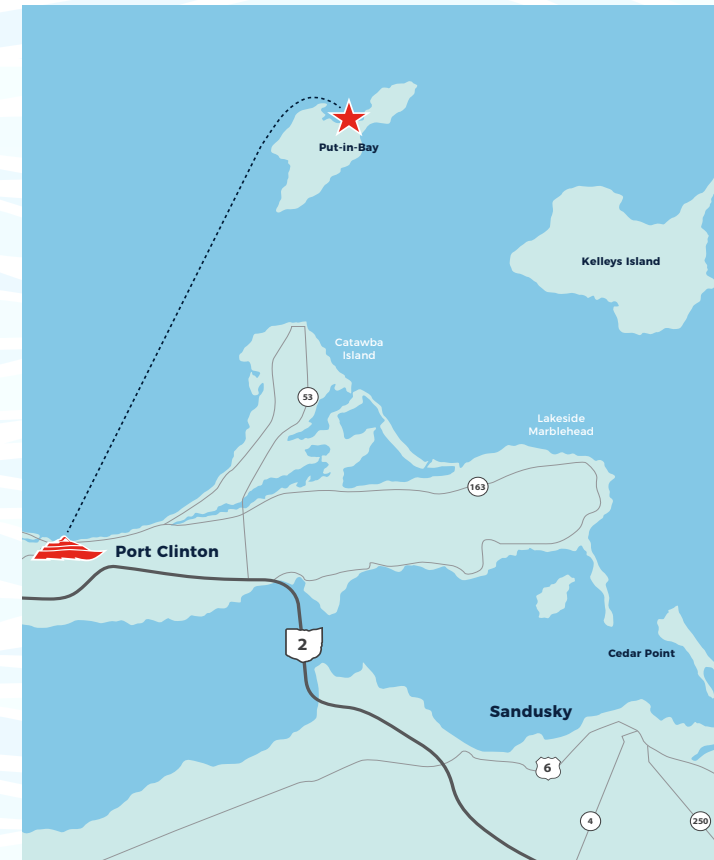 Put-in-Bay
Kelleys Island
Catawba
Island
53
Lakeside
Marblehead
163
Port Clinton
2
Cedar Point
Sandusky
6
4
250